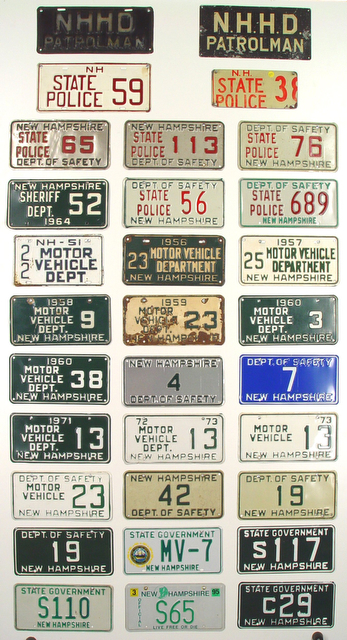 NHHD
PATROLMAN
N.H.H.D
PATROLMAN
NH
STATE
POLICE 59
N.H.
STATE
POLICE 38
NEW HAMPSHIRE
STATE
POLICE 65
DEPT. OF SAFETY
NEW HAMPSHIRE
STATE
POLICE 113
DEPT. OF SAFETY
DEPT. OF SAFETY
STATE
POLICE 76
NEW HAMPSHIRE
NEW HAMPSHIRE
SHERIFF
DEPT. 52
1964
DEPT. OF SAFETY
STATE
POLICE 56
NEW HAMPSHIRE
DEPT. OF SAFETY
STATE
POLICE 689
NEW HAMPSHIRE
NH-51
22 MOTOR
VEHICLE
DEPT
1956
23 MOTOR VEHICLE
DEPARTMENT
NEW HAMPSHIRE
1957
25 MOTOR VEHICLE
DEPARTMENT
NEW HAMPSHIRE
1958
MOTOR
VEHICLE 9
DEPT.
NEW HAMPSHIRE
1959
MOTOR
VEHICLE 23
NEW HAMPSHIRE
1960
MOTOR
VEHICLE 3
DEPT.
NEW HAMPSHIRE
1960
MOTOR
VEHICLE 38
DEPT.
NEW HAMPSHIRE
NEW HAMPSHIRE
4
DEPT. OF SAFETY
DEPT. OF SAFETY
7
NEW HAMPSHIRE
1971
MOTOR
VEHICLE 13
DEPT.
NEW HAMPSHIRE
72
MOTOR
VEHICLE 13
DEPT.
NEW HAMPSHIRE
73
MOTOR
VEHICLE 13
NEW HAMPSHIRE
DEPT. OF SAFETY
MOTOR
VEHICLE 23
NEW HAMPSHIRE
NEW HAMPSHIRE
42
DEPT. OF SAFETY
DEPT. OF SAFETY
19
NEW HAMPSHIRE
DEPT. OF SAFETY
19
NEW HAMPSHIRE
STATE GOVERNMENT
MV-7
NEW HAMPSHIRE
STATE GOVERNMENT
S117
NEW HAMPSHIRE
STATE GOVERNMENT
S110
NEW HAMPSHIRE
3 NEW HAMPSHIRE 95
S65
LIVE FREE OR DIE
STATE GOVERNMENT
C29
NEW HAMPSHIRE